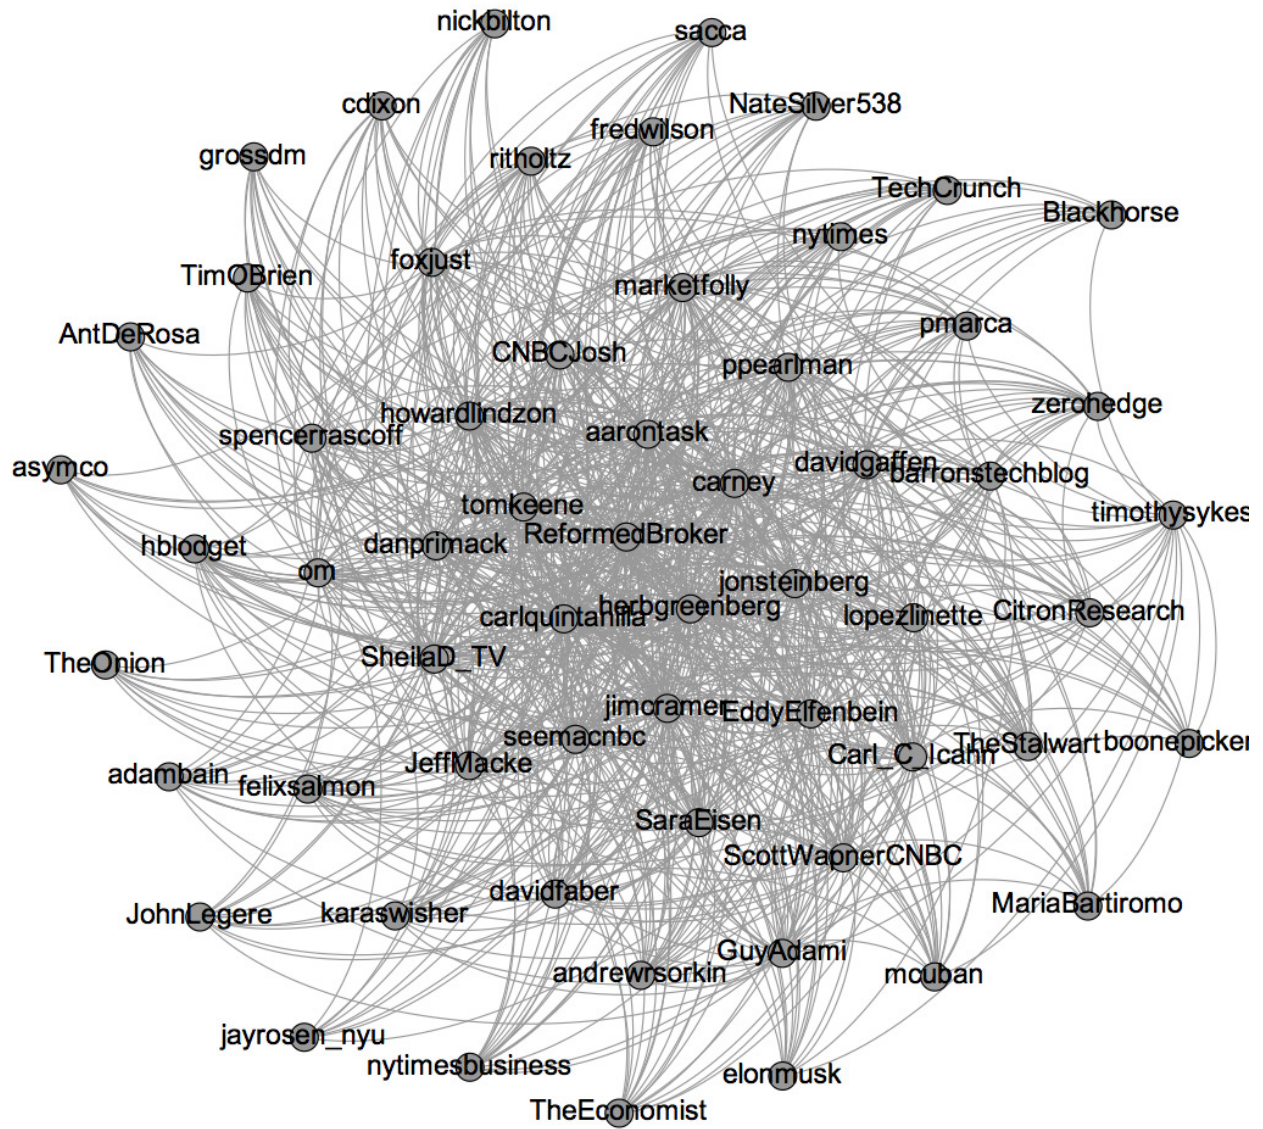 nickbilton
sacca
cdixon
NateSilver538
fredwilson
grossdm
ritholtz
TechCrunch
Blackhorse
nytimes
foxjust
TimOBrien
marketfolly
pmarca
AntDeRosa
CNBCJosh
ppearlman
zerohedge
howardlindzon
spencerrascoff
aarontask
davidgaffen
asymco
barronstechblog
carney
tomkeene
timothysykes
ReformedBroker
hblodget
danprimack
om
jonsteinberg
herbgreenberg
CitronResearch
carlquintanilla
lopezlinette
TheOnion
SheilaD_TV
jimcramer
EddyElfenbein
seemacnbc
TheStalwart
boonepicker
Carl_C_Icahn
JeffMacke
adambain
felixsalmon
SaraEisen
ScottWapnerCNBC
davidfaber
MariaBartiromo
JohnLegere
karaswisher
GuyAdami
andrewrsorkin
mcuban
jayrosen_nyu
nytimesbusiness
elonmusk
TheEconomist